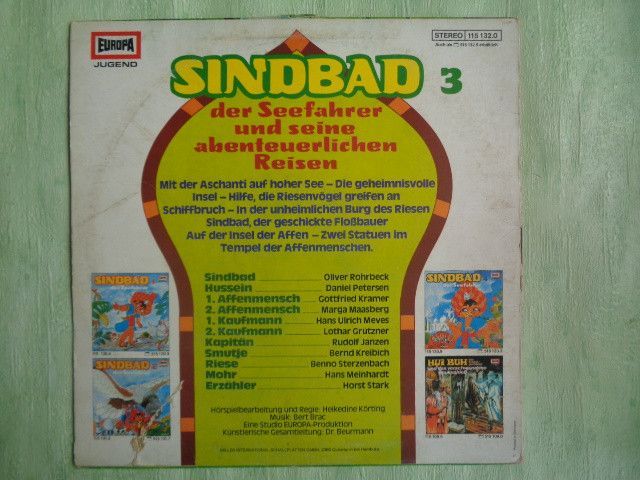 EUROPA
JUGEND
STEREO 115 132.0
SINDBAD 3
der Seefahrer
und seine
abenteuerlichen
Reisen
Mit der Aschanti auf hoher See – Die geheimnisvolle
Insel – Hilfe, die Riesenvögel greifen an
Schiffbruch – In der unheimlichen Burg des Riesen
Sindbad, der geschickte Floßbauer
Auf der Insel der Affen – Zwei Statuen im
Tempel der Affenmenschen.
Sindbad Oliver Rohrbeck
Hussein Daniel Petersen
1. Affenmensch Gottfried Kramer
2. Affenmensch Marga Maasberg
1. Kaufmann Hans Ulrich Meves
2. Kaufmann Lothar Grützner
Kapitän Rudolf Janzen
Smutje Bernd Kreibich
Riese Benno Sterzenbach
Mohr Hans Meinhardt
Erzähler Horst Stark
Hörspielbearbeitung und Regie: Heikedine Körting
Musik: Bert Brac
Eine Studio EUROPA-Produktion
Künstlerische Gesamtleitung: Dr. Beurmann
SINDBAD
SINDBAD
SINDBAD
der Seefahrer
HUI BUH